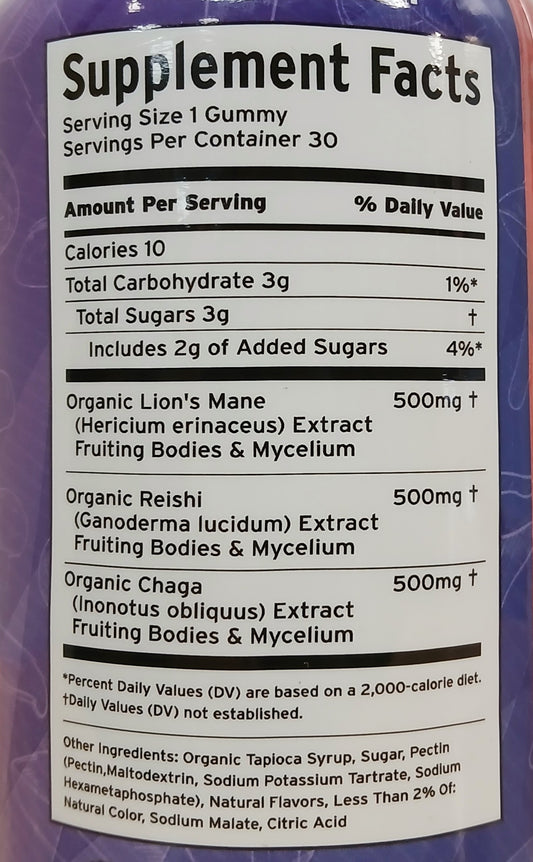 Supplement Facts
Serving Size 1 Gummy
Servings Per Container 30
Amount Per Serving % Daily Value
Calories 10
Total Carbohydrate 3g 1%*
Total Sugars 3g †
Includes 2g of Added Sugars 4%*
Organic Lion's Mane 500mg †
(Hericium erinaceus) Extract
Fruiting Bodies & Mycelium
Organic Reishi 500mg †
(Ganoderma lucidum) Extract
Fruiting Bodies & Mycelium
Organic Chaga 500mg †
(Inonotus obliquus) Extract
Fruiting Bodies & Mycelium
*Percent Daily Values (DV) are based on a 2,000-calorie diet.
†Daily Values (DV) not established.
Other Ingredients: Organic Tapioca Syrup, Sugar, Pectin
(Pectin,Maltodextrin, Sodium Potassium Tartrate, Sodium
Hexametaphosphate), Natural Flavors, Less Than 2% Of:
Natural Color, Sodium Malate, Citric Acid